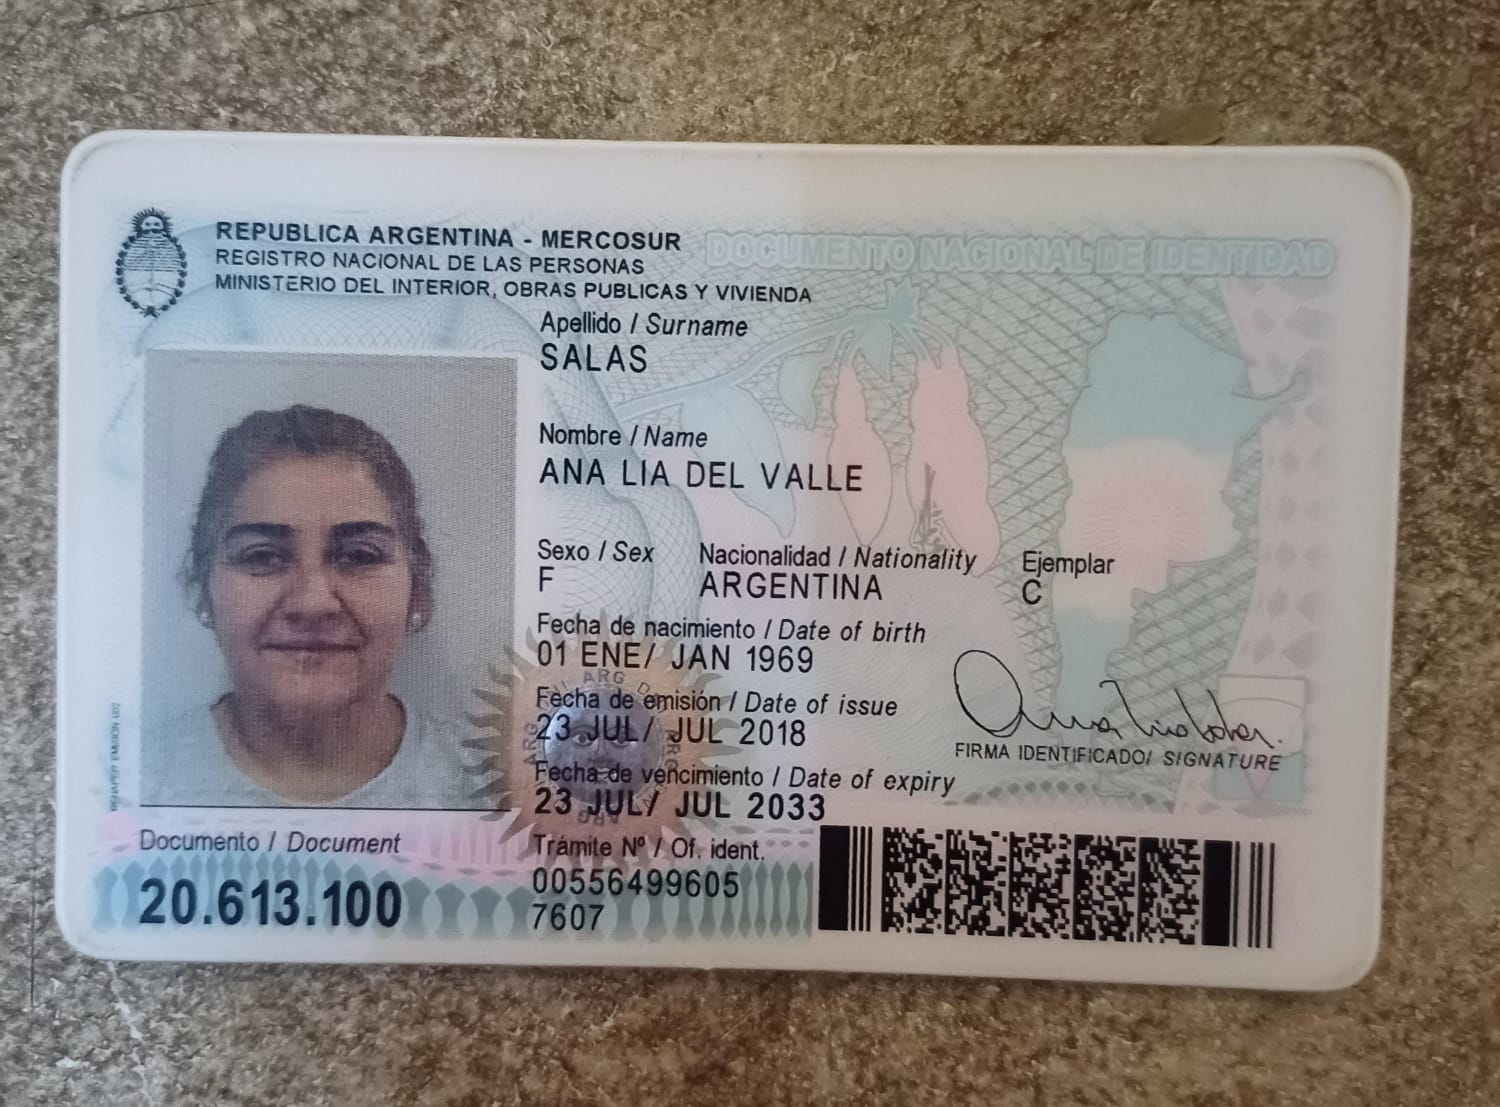 REPUBLICA ARGENTINA - MERCOSUR
DOCUMENTO NACIONAL DE IDENTIDAD
REGISTRO NACIONAL DE LAS PERSONAS
MINISTERIO DEL INTERIOR, OBRAS PUBLICAS Y VIVIENDA
Apellido / Surname
SALAS
Nombre / Name
ANA LIA DEL VALLE
Sexo / Sex Nacionalidad / Nationality Ejemplar
F ARGENTINA C
Fecha de nacimiento / Date of birth
01 ENE/ JAN 1969
Fecha de emisión / Date of issue
23 JUL/ JUL 2018
FIRMA IDENTIFICADO/ SIGNATURE
Fecha de vencimiento / Date of expiry
23 JUL/ JUL 2033
Documento / Document
20.613.100
Trámite Nº / Of. ident.
00556499605
7607